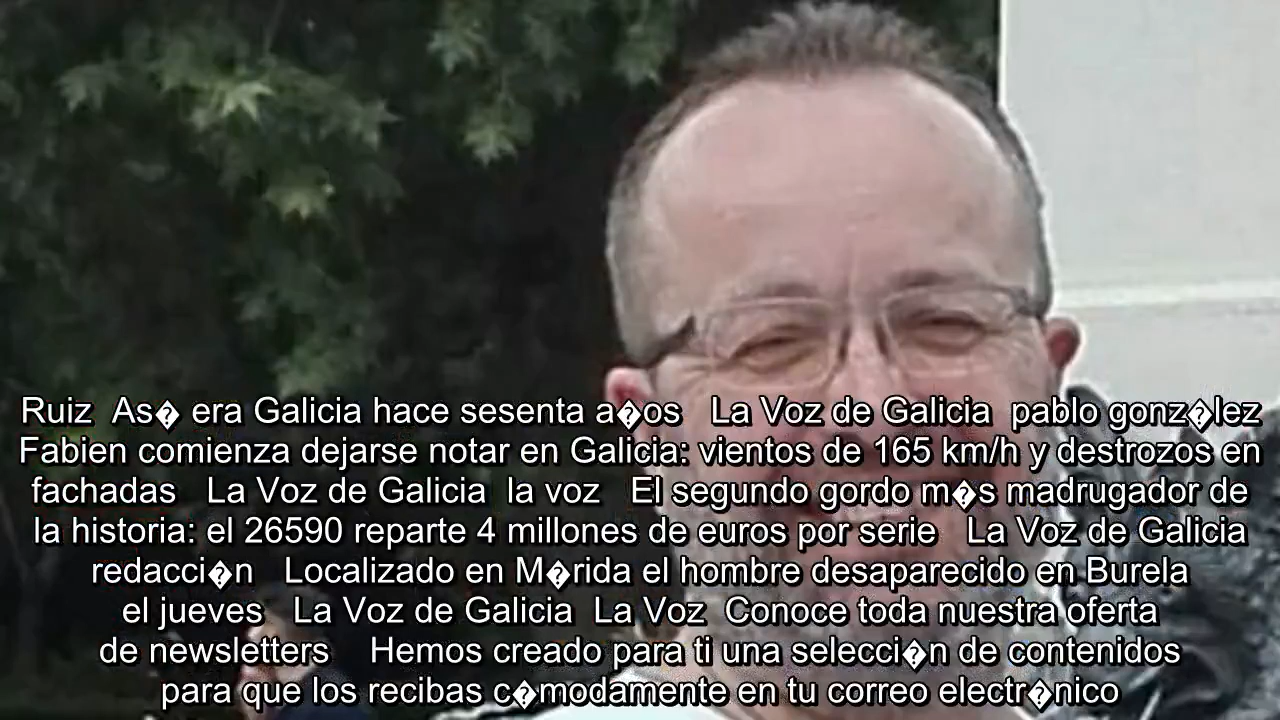 Ruiz  As� era Galicia hace sesenta a�os   La Voz de Galicia  pablo gonz�lez
Fabien comienza dejarse notar en Galicia: vientos de 165 km/h y destrozos en
fachadas   La Voz de Galicia  la voz   El segundo gordo m�s madrugador de
la historia: el 26590 reparte 4 millones de euros por serie   La Voz de Galicia
redacci�n   Localizado en M�rida el hombre desaparecido en Burela
el jueves   La Voz de Galicia  La Voz  Conoce toda nuestra oferta
de newsletters    Hemos creado para ti una selecci�n de contenidos
para que los recibas c�modamente en tu correo electr�nico